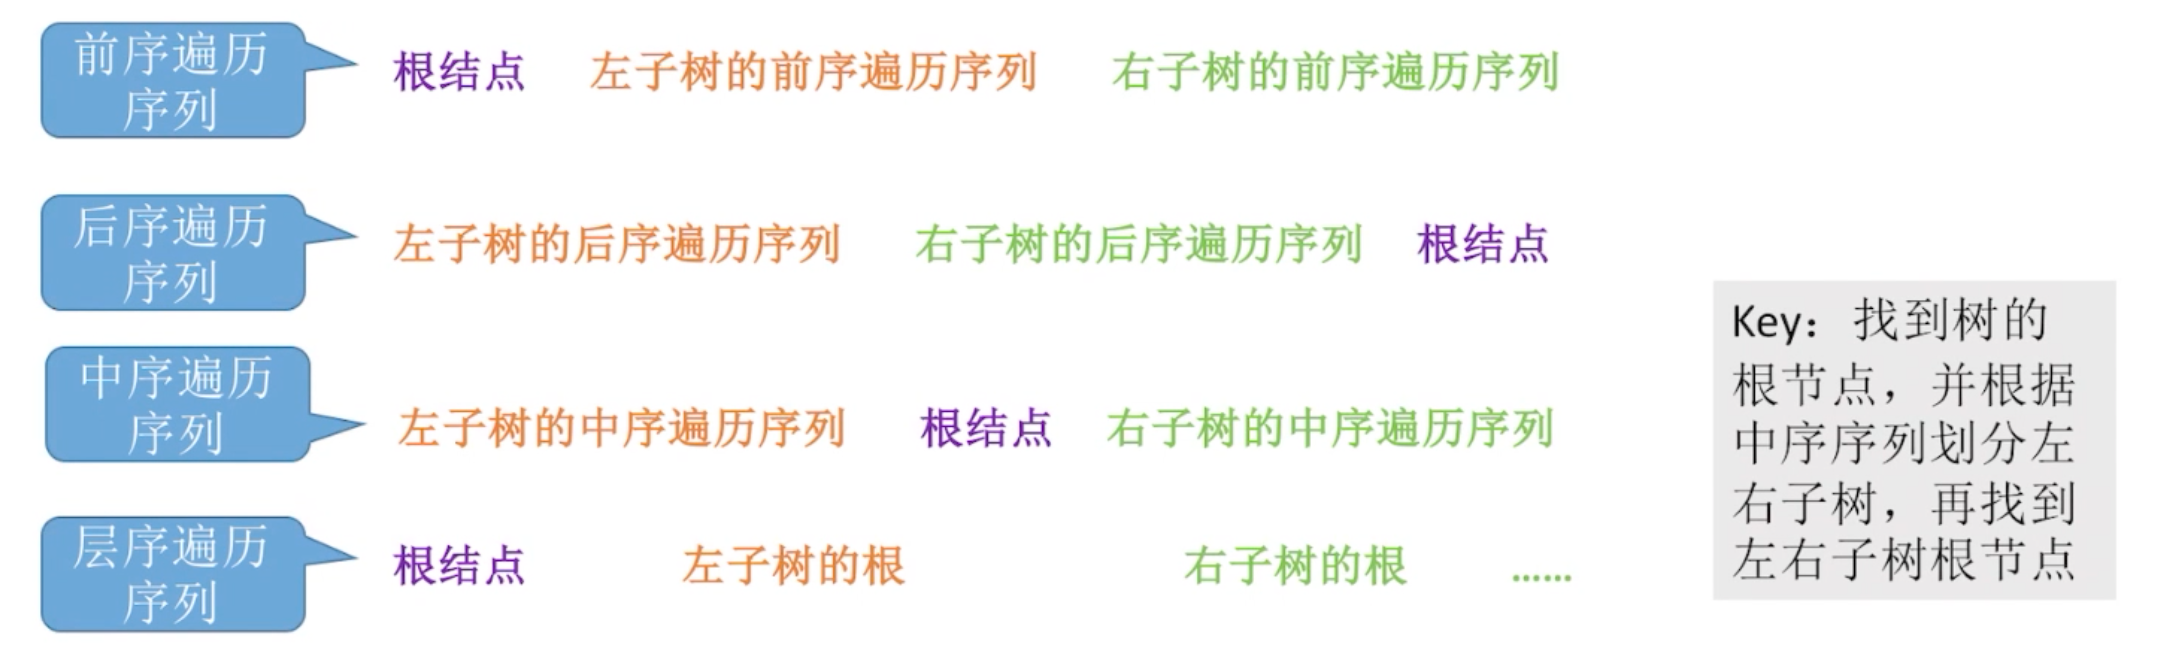 前序遍历
序列
根结点 左子树的前序遍历序列 右子树的前序遍历序列
后序遍历
序列
左子树的后序遍历序列 右子树的后序遍历序列 根结点
中序遍历
序列
左子树的中序遍历序列 根结点 右子树的中序遍历序列
层序遍历
序列
根结点 左子树的根 右子树的根 ……
Key：找到树的
根节点，并根据
中序序列划分左
右子树，再找到
左右子树根节点